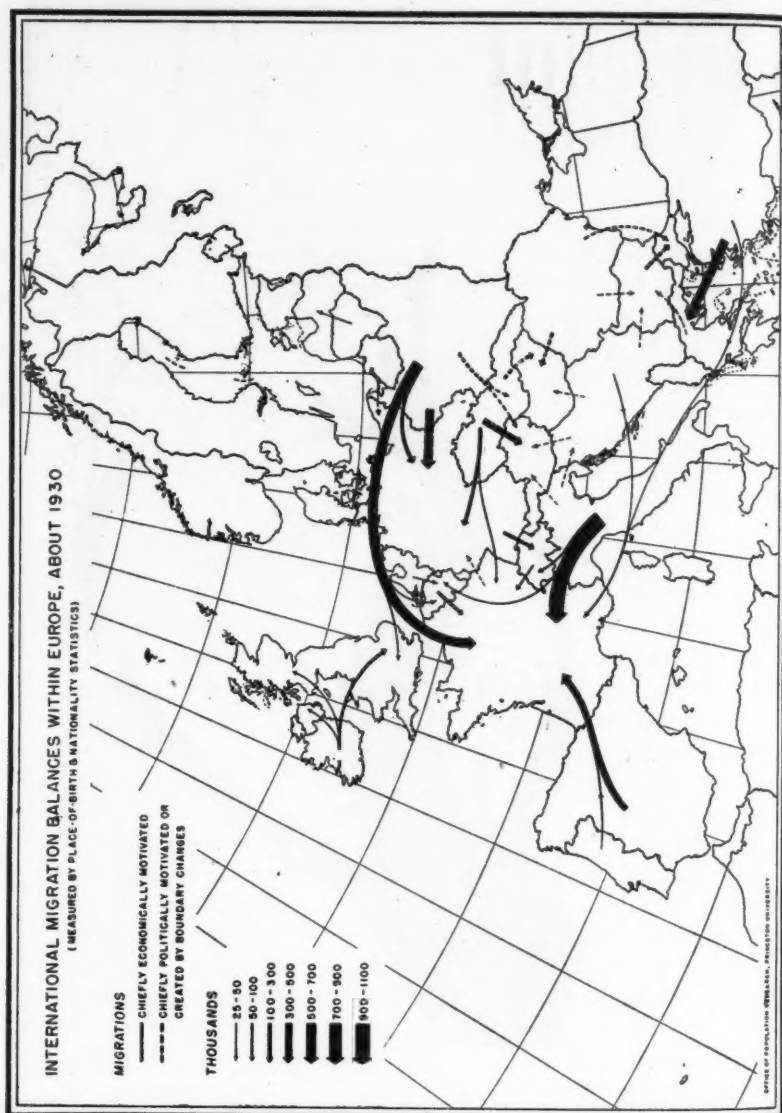 INTERNATIONAL MIGRATION BALANCES WITHIN EUROPE, ABOUT 1930
(MEASURED BY PLACE-OF-BIRTH & NATIONALITY STATISTICS)
MIGRATIONS
CHIEFLY ECONOMICALLY MOTIVATED
CHIEFLY POLITICALLY MOTIVATED OR
CREATED BY BOUNDARY CHANGES
THOUSANDS
25-50
50-100
100-300
300-500
500-700
700-900
900-1100
OFFICE OF POPULATION RESEARCH, PRINCETON UNIVERSITY